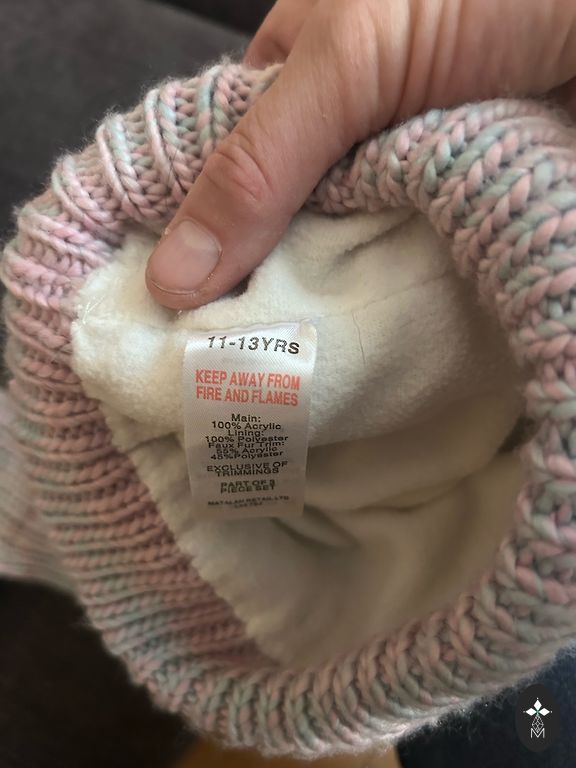 11-13YRS
KEEP AWAY FROM
FIRE AND FLAMES
Main:
100% Acrylic
Lining:
100% Polyester
Faux Fur Trim:
55% Acrylic
45%Polyester
EXCLUSIVE OF
TRIMMINGS
PART OF 3
PIECE SET
MATALAN RETAIL LTD
M